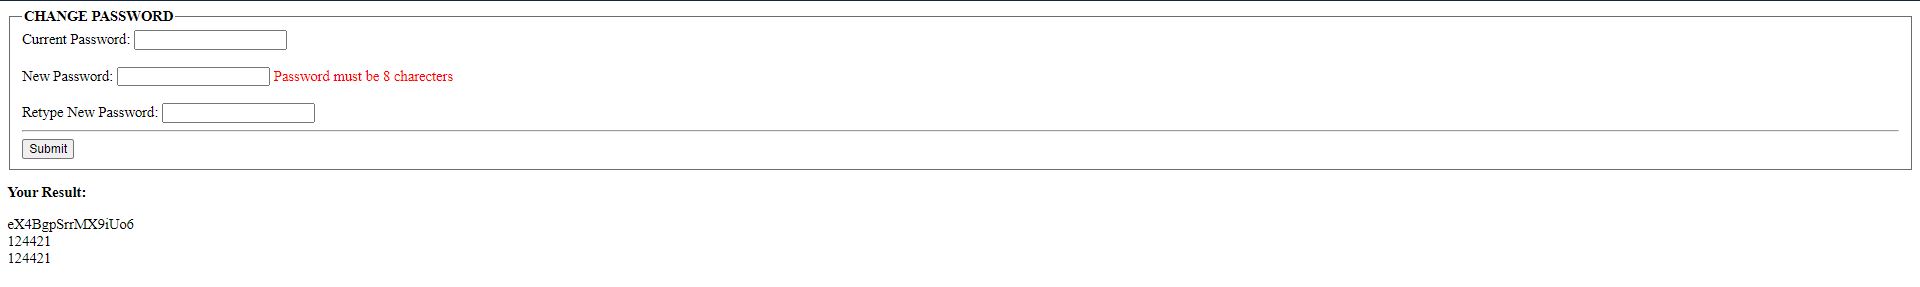 CHANGE PASSWORD
Current Password:
New Password: Password must be 8 charecters
Retype New Password:
Submit
Your Result:
eX4BgpSrrMX9iUo6
124421
124421